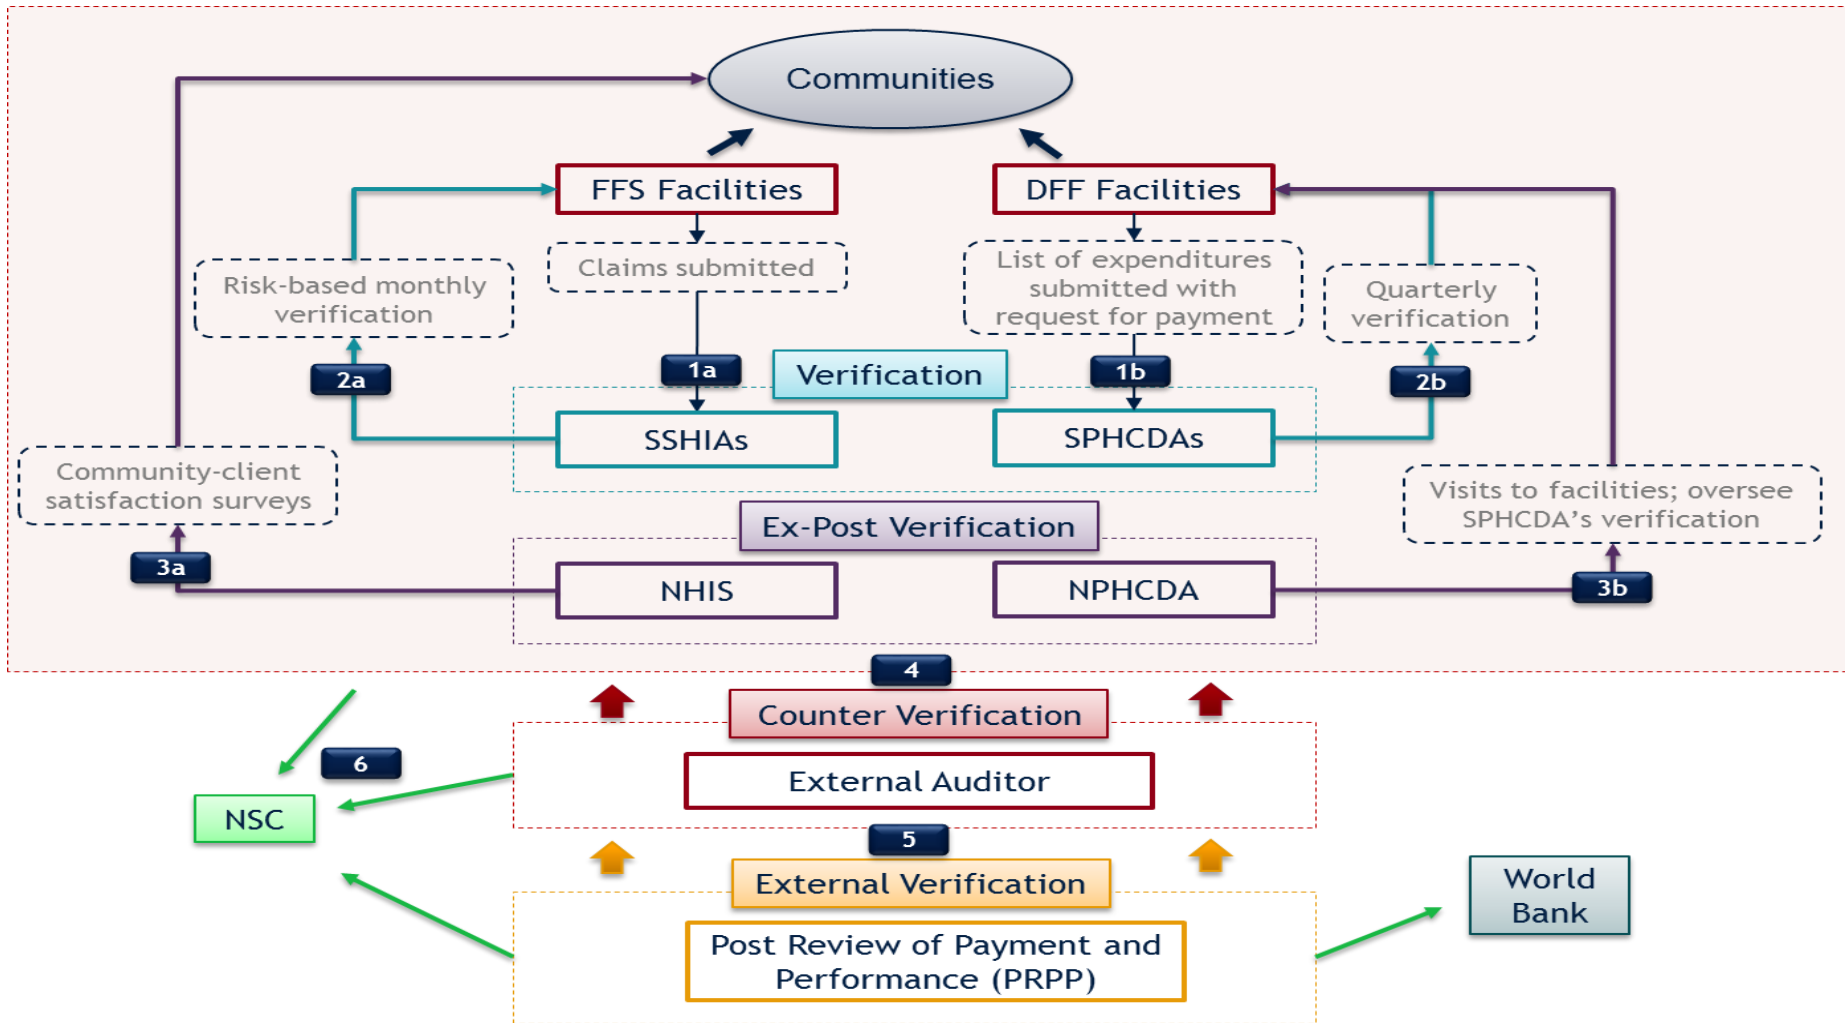 Communities
FFS Facilities
DFF Facilities
Claims submitted
List of expenditures
submitted with
request for payment
Risk-based monthly
verification
Quarterly
verification
1a
Verification
1b
2a
2b
SSHIAs
SPHCDAs
Community-client
satisfaction surveys
Visits to facilities; oversee
SPHCDA's verification
Ex-Post Verification
3a
NHIS
NPHCDA
3b
4
Counter Verification
6
External Auditor
NSC
5
External Verification
World
Bank
Post Review of Payment and
Performance (PRPP)